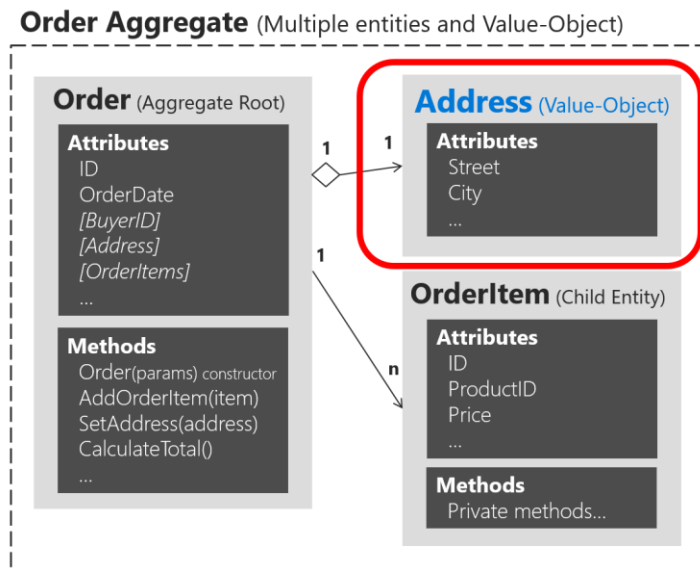 Order Aggregate (Multiple entities and Value-Object)
Order (Aggregate Root)
Attributes
ID
OrderDate
[BuyerID]
[Address]
[OrderItems]
...
Methods
Order(params) constructor
AddOrderItem(item)
SetAddress(address)
CalculateTotal()
...
1
1
1
n
Address (Value-Object)
Attributes
Street
City
...
OrderItem (Child Entity)
Attributes
ID
ProductID
Price
...
Methods
Private methods...